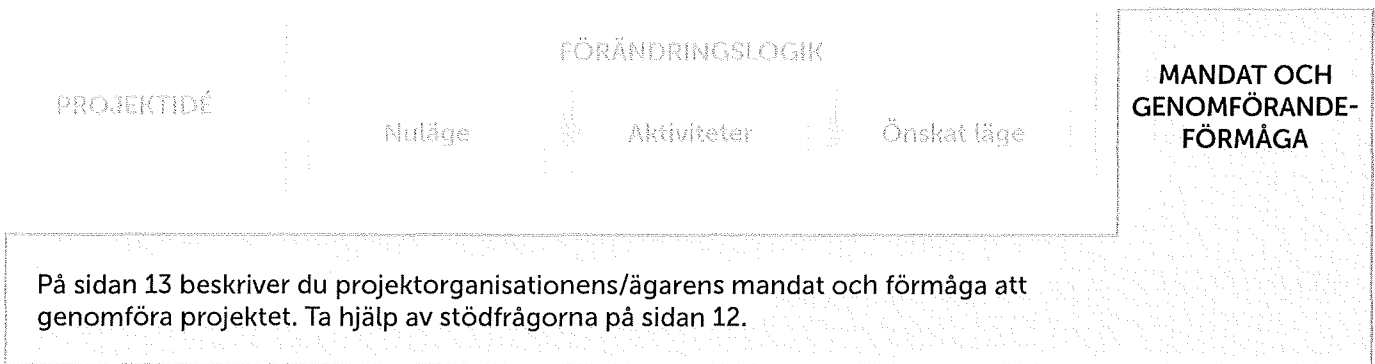 FÖRÄNDRINGSLOGIK
PROJEKTIDÉ
Nuläge
Aktiviteter
Önskat läge
MANDAT OCH
GENOMFÖRANDE-
FÖRMÅGA
På sidan 13 beskriver du projektorganisationens/ägarens mandat och förmåga att
genomföra projektet. Ta hjälp av stödfrågorna på sidan 12.